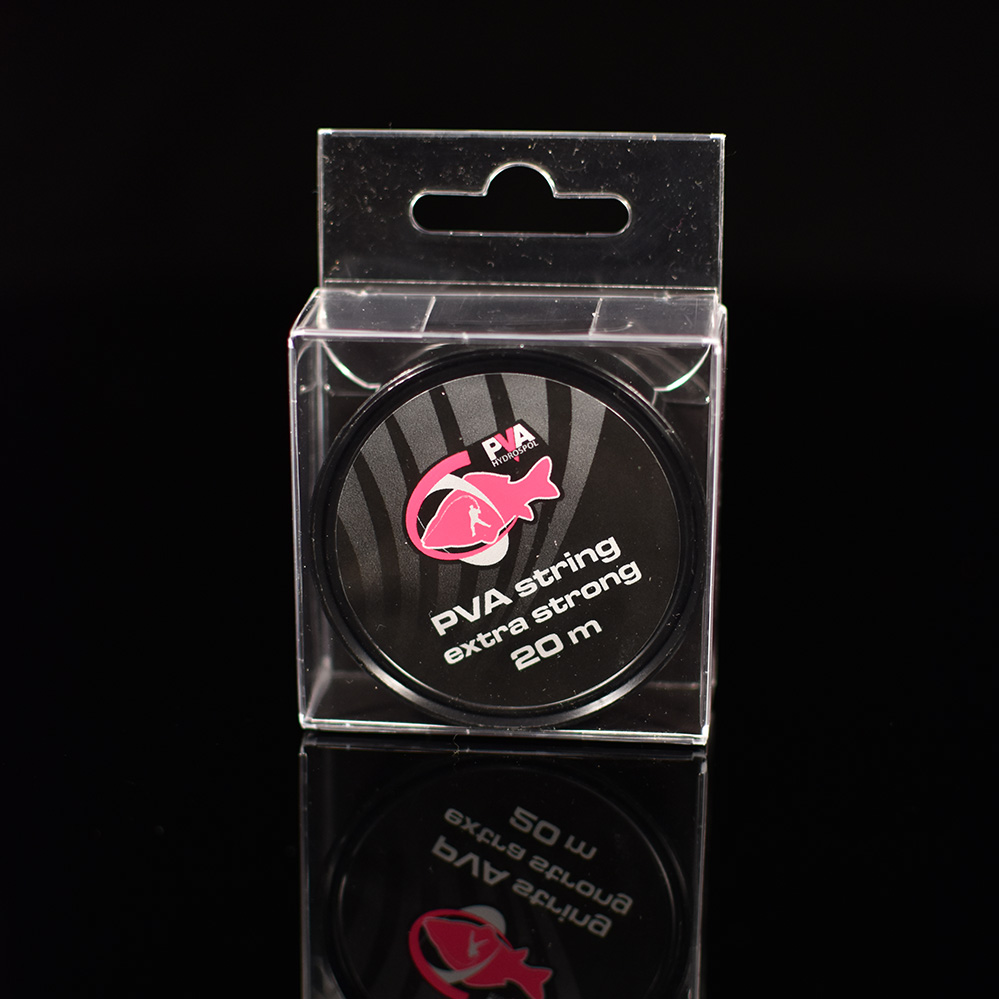 PVA
HYDROSPOL
PVA string
extra strong
20 m